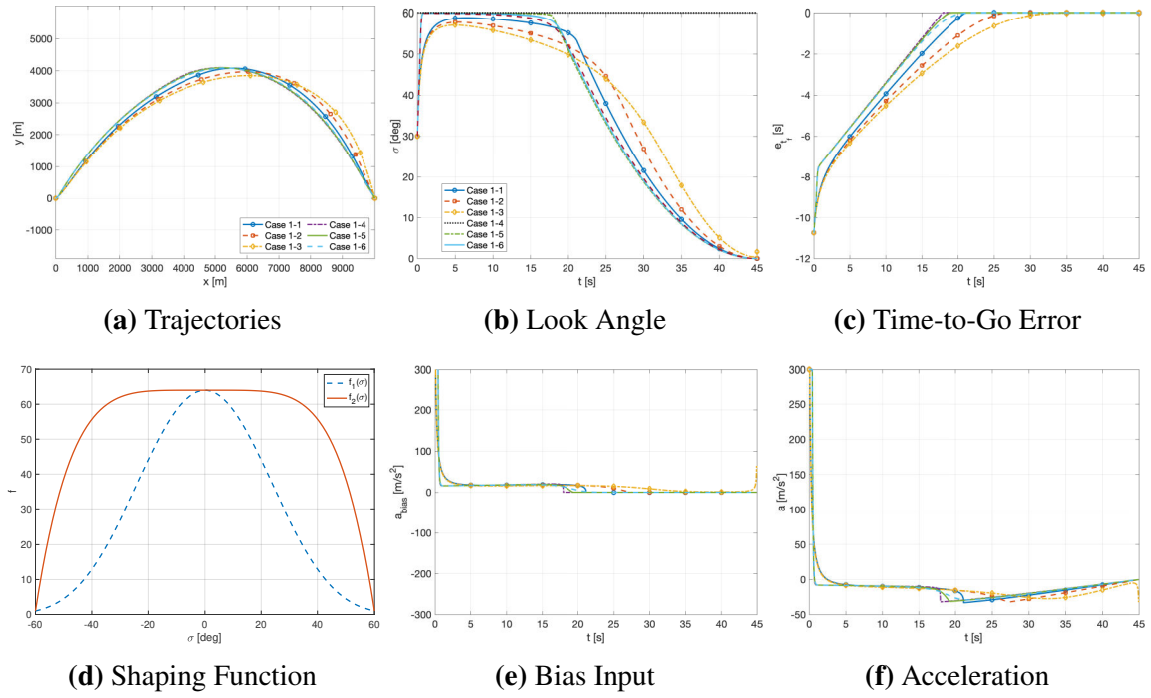 5000
4000
3000
2000
1000
0
-1000
y [m]
Case 1-1
Case 1-2
Case 1-3
Case 1-4
Case 1-5
Case 1-6
0 1000 2000 3000 4000 5000 6000 7000 8000 9000
x [m]
(a) Trajectories
60
50
40
30
20
10
0
σ [deg]
Case 1-1
Case 1-2
Case 1-3
Case 1-4
Case 1-5
Case 1-6
0 5 10 15 20 25 30 35 40 45
t [s]
(b) Look Angle
0
-2
-4
-6
-8
-10
-12
e_{t_f} [s]
0 5 10 15 20 25 30 35 40 45
t [s]
(c) Time-to-Go Error
70
60
50
40
30
20
10
0
f
f₁(σ)
f₂(σ)
-60 -40 -20 0 20 40 60
σ [deg]
(d) Shaping Function
300
200
100
0
-100
-200
-300
a_{bias} [m/s²]
0 5 10 15 20 25 30 35 40 45
t [s]
(e) Bias Input
300
250
200
150
100
50
0
-50
a [m/s²]
0 5 10 15 20 25 30 35 40 45
t [s]
(f) Acceleration